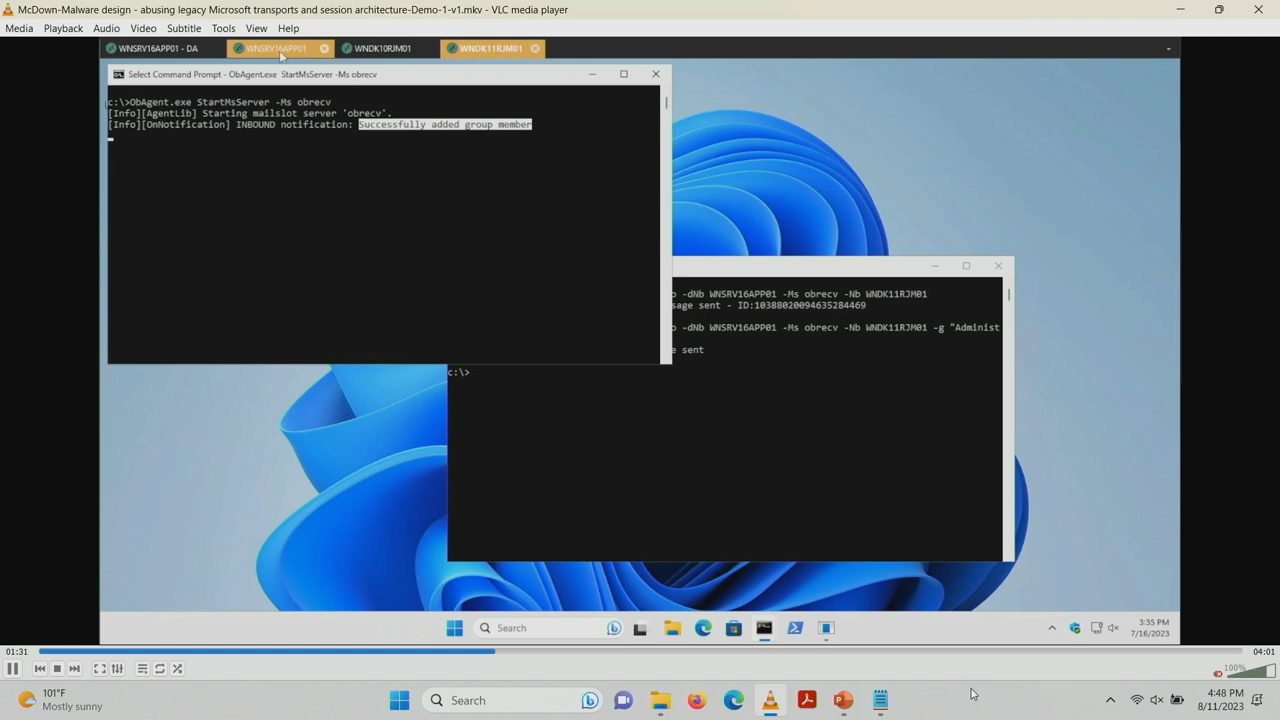 McDown-Malware design - abusing legacy Microsoft transports and session architecture-Demo-1-v1.mkv - VLC media player
Media Playback Audio Video Subtitle Tools View Help
WNSRV16APP01 - DA WNSRV16APP01 WNDK10RJM01 WNDK11RJM01
Select Command Prompt - ObAgent.exe StartMsServer -Ms obrecv
c:\>ObAgent.exe StartMsServer -Ms obrecv
[Info][AgentLib] Starting mailslot server 'obrecv'.
[Info][OnNotification] INBOUND notification: Successfully added group member
o -dNb WNSRV16APP01 -Ms obrecv -Nb WNDK11RJM01
sage sent - ID:10388020094635284469
o -dNb WNSRV16APP01 -Ms obrecv -Nb WNDK11RJM01 -g "Administ
e sent
c:\>
Search
3:35 PM
7/16/2023
01:31
04:01
100%
101°F
Mostly sunny
Search
4:48 PM
8/11/2023